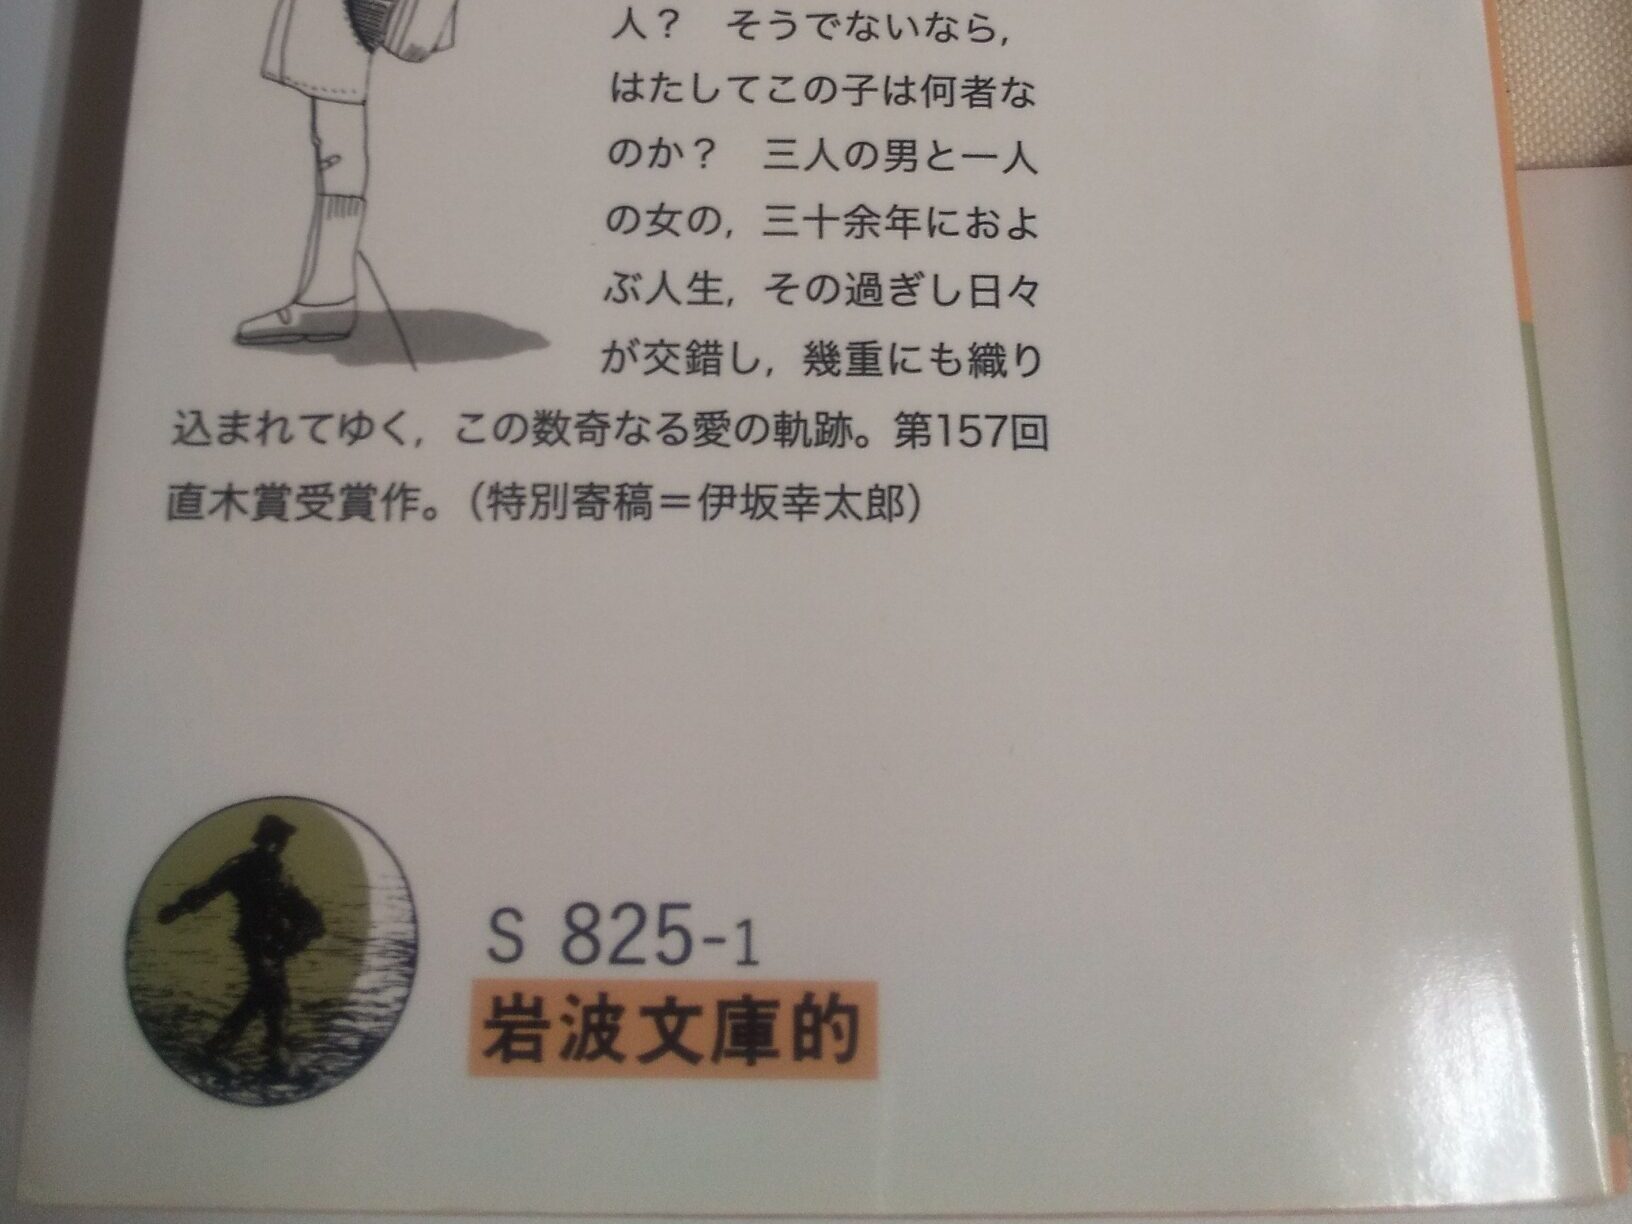 人？　そうでないなら，
はたしてこの子は何者な
のか？　三人の男と一人
の女の，三十余年におよ
ぶ人生，その過ぎし日々
が交錯し，幾重にも織り
込まれてゆく，この数奇なる愛の軌跡。第157回
直木賞受賞作。（特別寄稿＝伊坂幸太郎）
S 825-1
岩波文庫的